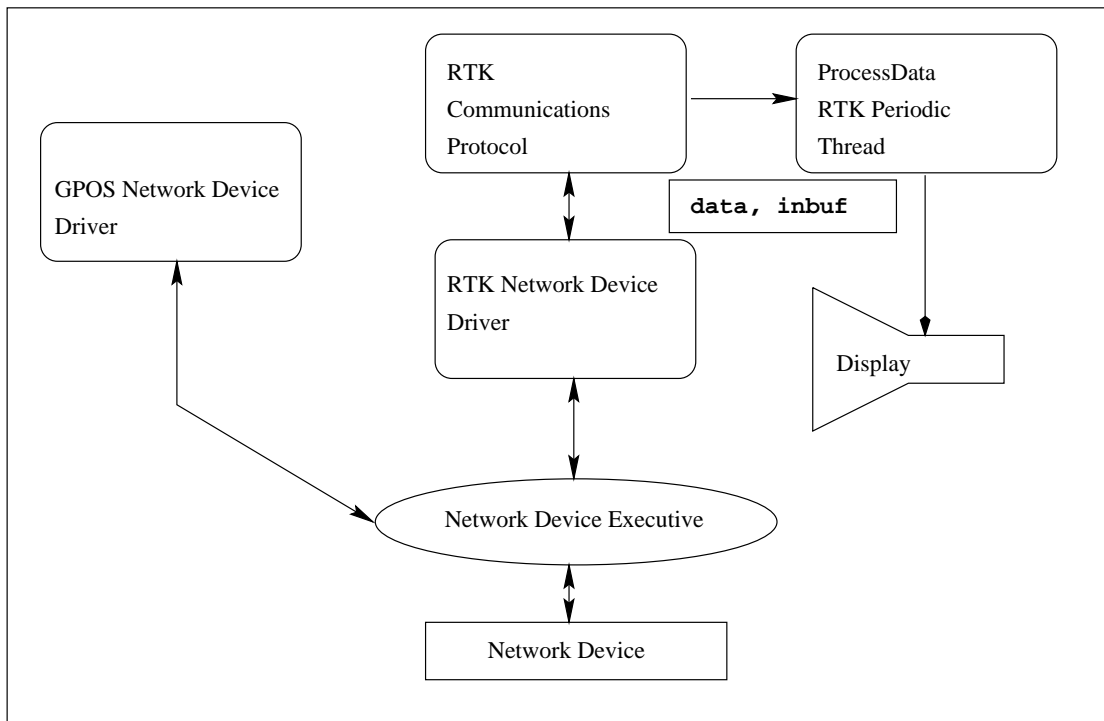 RTK
Communications
Protocol
ProcessData
RTK Periodic
Thread
GPOS Network Device
Driver
data, inbuf
RTK Network Device
Driver
Display
Network Device Executive
Network Device